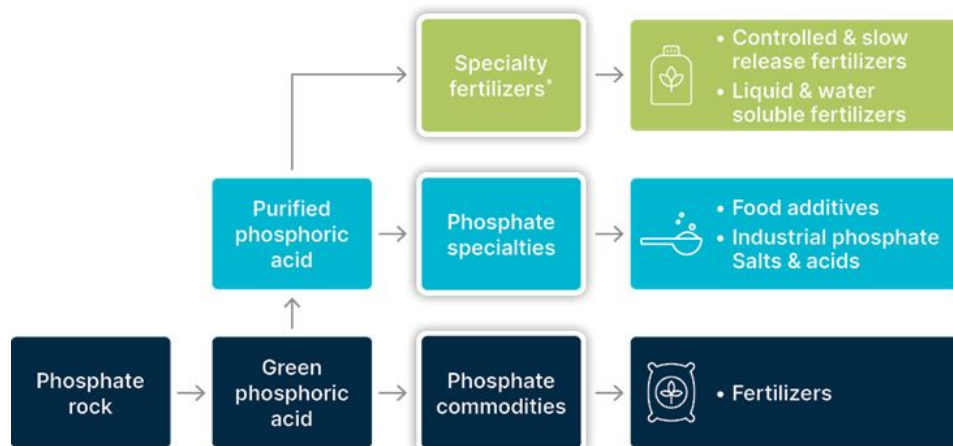 Specialty
fertilizers*
• Controlled & slow
release fertilizers
• Liquid & water
soluble fertilizers
Purified
phosphoric
acid
Phosphate
specialties
• Food additives
• Industrial phosphate
Salts & acids
Phosphate
rock
Green
phosphoric
acid
Phosphate
commodities
• Fertilizers